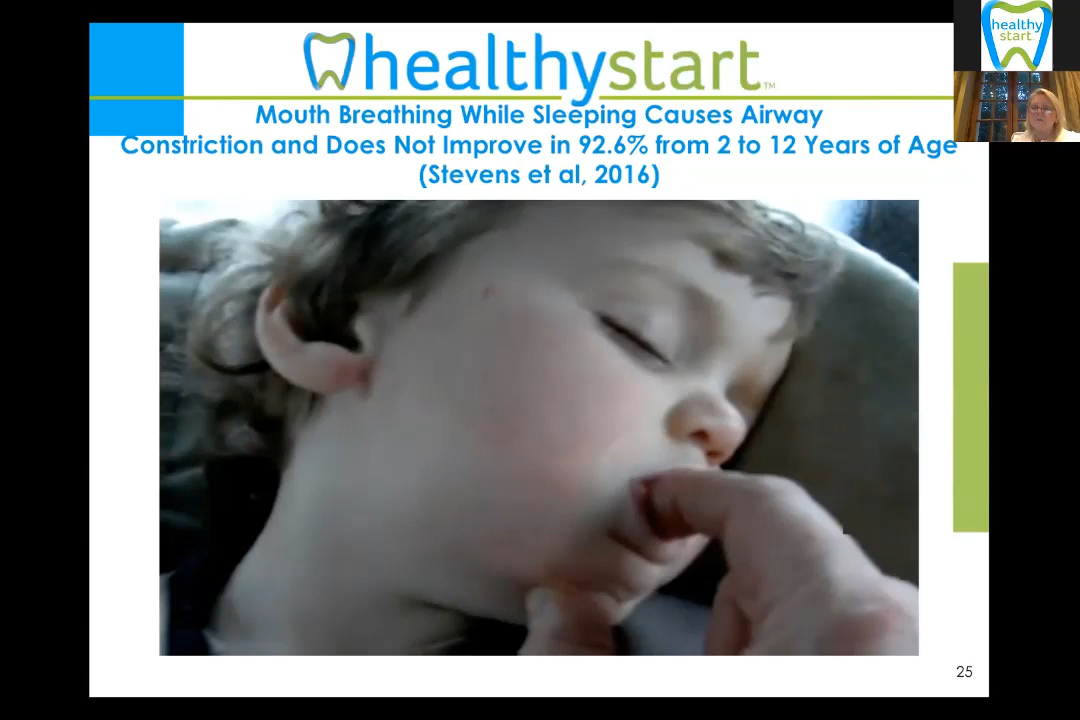 healthystart™
Mouth Breathing While Sleeping Causes Airway
Constriction and Does Not Improve in 92.6% from 2 to 12 Years of Age
(Stevens et al, 2016)
25
healthy
start